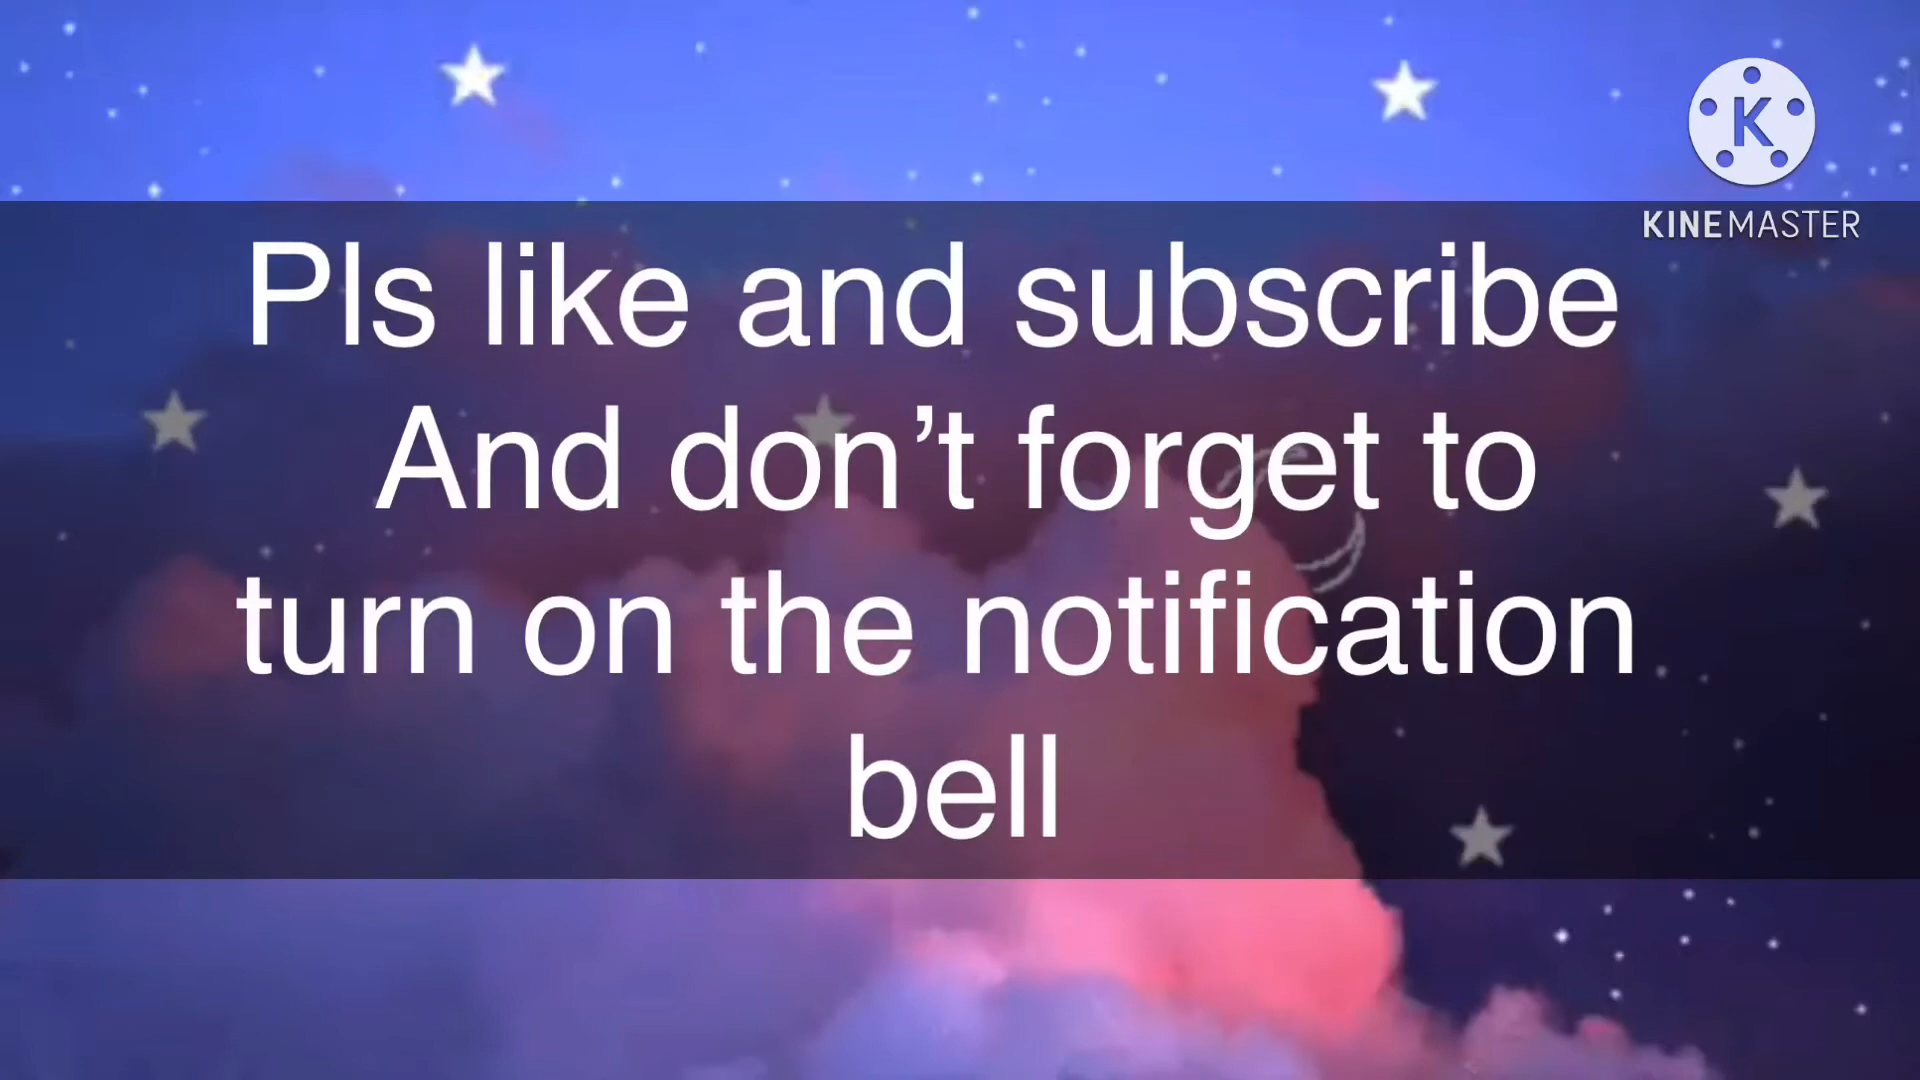 K
KINEMASTER
Pls like and subscribe
And don’t forget to
turn on the notification
bell